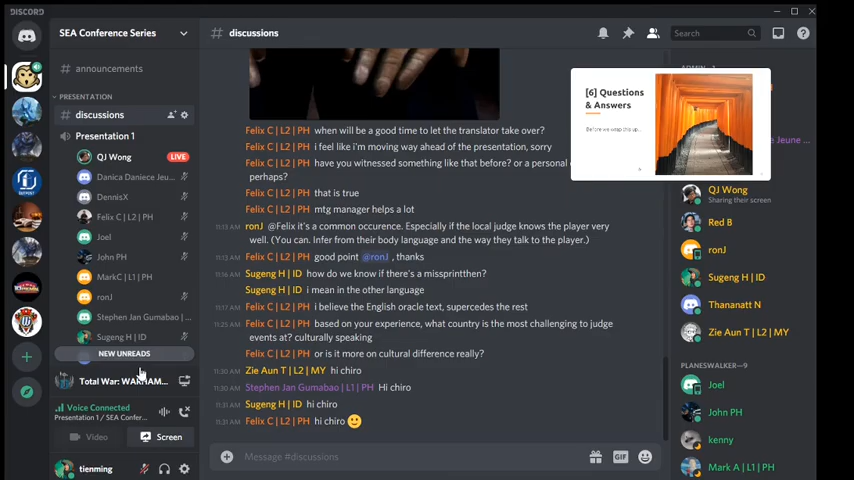 DISCORD
SEA Conference Series
# discussions
Search
# announcements
PRESENTATION
# discussions
Presentation 1
QJ Wong
LIVE
Danica Daniece Jeu...
DennisX
Felix C | L2 | PH
Joel
John PH
MarkC | L1 | PH
ronJ
Stephen Jan Gumabao |
Sugeng H | ID
NEW UNREADS
Total War: WARHAM...
Voice Connected
Presentation 1 / SEA Confer...
Video
Screen
tienming
Felix C | L2 | PH when will be a good time to let the translator take over?
Felix C | L2 | PH i feel like i'm moving way ahead of the presentation, sorry
Felix C | L2 | PH have you witnessed something like that before? or a personal
perhaps?
Felix C | L2 | PH that is true
Felix C | L2 | PH mtg manager helps a lot
11:13 AM ronJ @Felix it's a common occurence. Especially if the local judge knows the player very
well. (You can. Infer from their body language and the way they talk to the player.)
11:13 AM Felix C | L2 | PH good point @ronJ , thanks
11:16 AM Sugeng H | ID how do we know if there's a missprintthen?
Sugeng H | ID i mean in the other language
11:17 AM Felix C | L2 | PH i believe the English oracle text, supercedes the rest
11:25 AM Felix C | L2 | PH based on your experience, what country is the most challenging to judge
events at? culturally speaking
Felix C | L2 | PH or is it more on cultural difference really?
11:30 AM Zie Aun T | L2 | MY hi chiro
11:30 AM Stephen Jan Gumabao | L1 | PH Hi chiro
11:31 AM Sugeng H | ID hi chiro
11:31 AM Felix C | L2 | PH hi chiro
Message #discussions
GIF
[6] Questions
& Answers
Before we wrap this up...
Jeune ...
QJ Wong
Sharing their screen
Red B
ronJ
Sugeng H | ID
Thananatt N
Zie Aun T | L2 | MY
PLANESWALKER—9
Joel
John PH
kenny
Mark A | L1 | PH